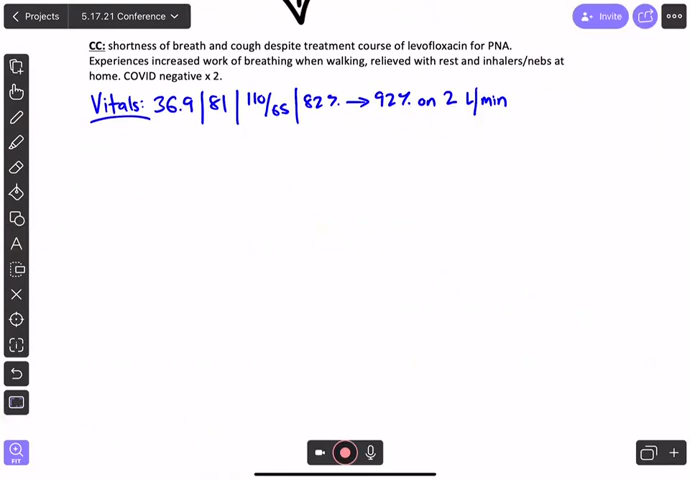 Projects
5.17.21 Conference
Invite
CC: shortness of breath and cough despite treatment course of levofloxacin for PNA.
Experiences increased work of breathing when walking, relieved with rest and inhalers/nebs at
home. COVID negative x 2.
Vitals: 36.9 | 81 | 110/65 | 82% → 92% on 2 L/min
A
FIT